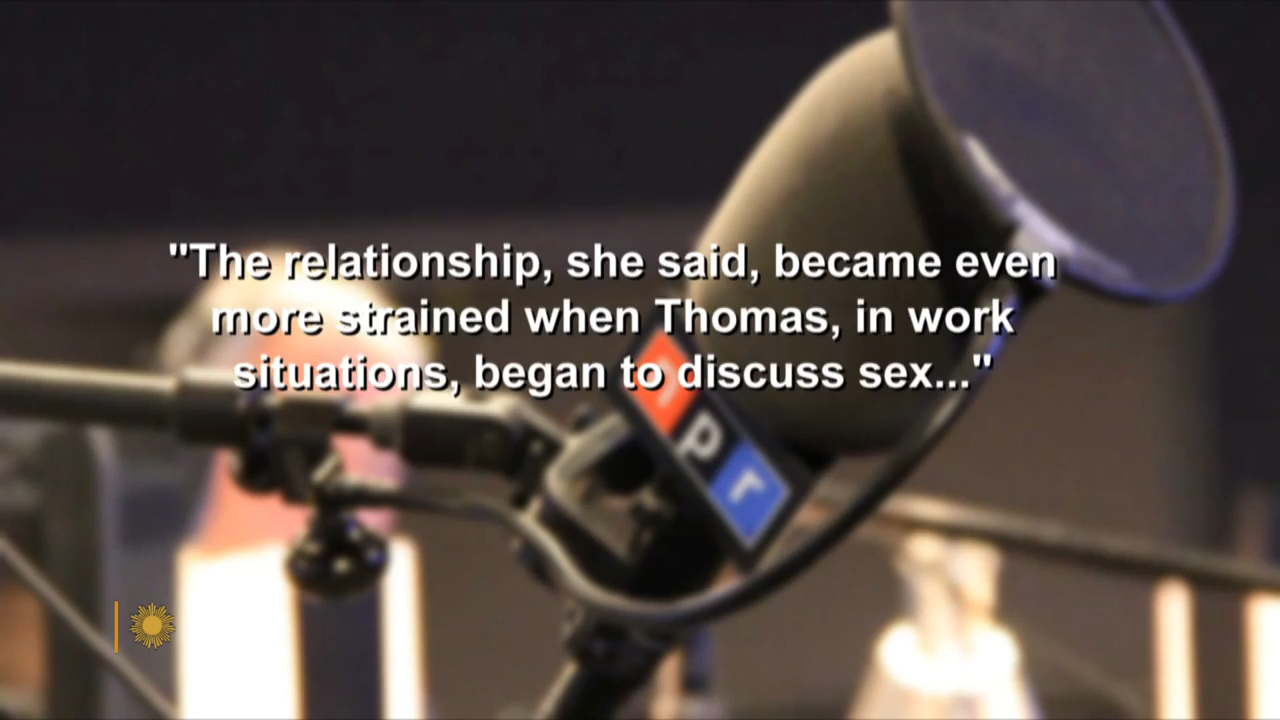 "The relationship, she said, became even
more strained when Thomas, in work
situations, began to discuss sex..."
n p r